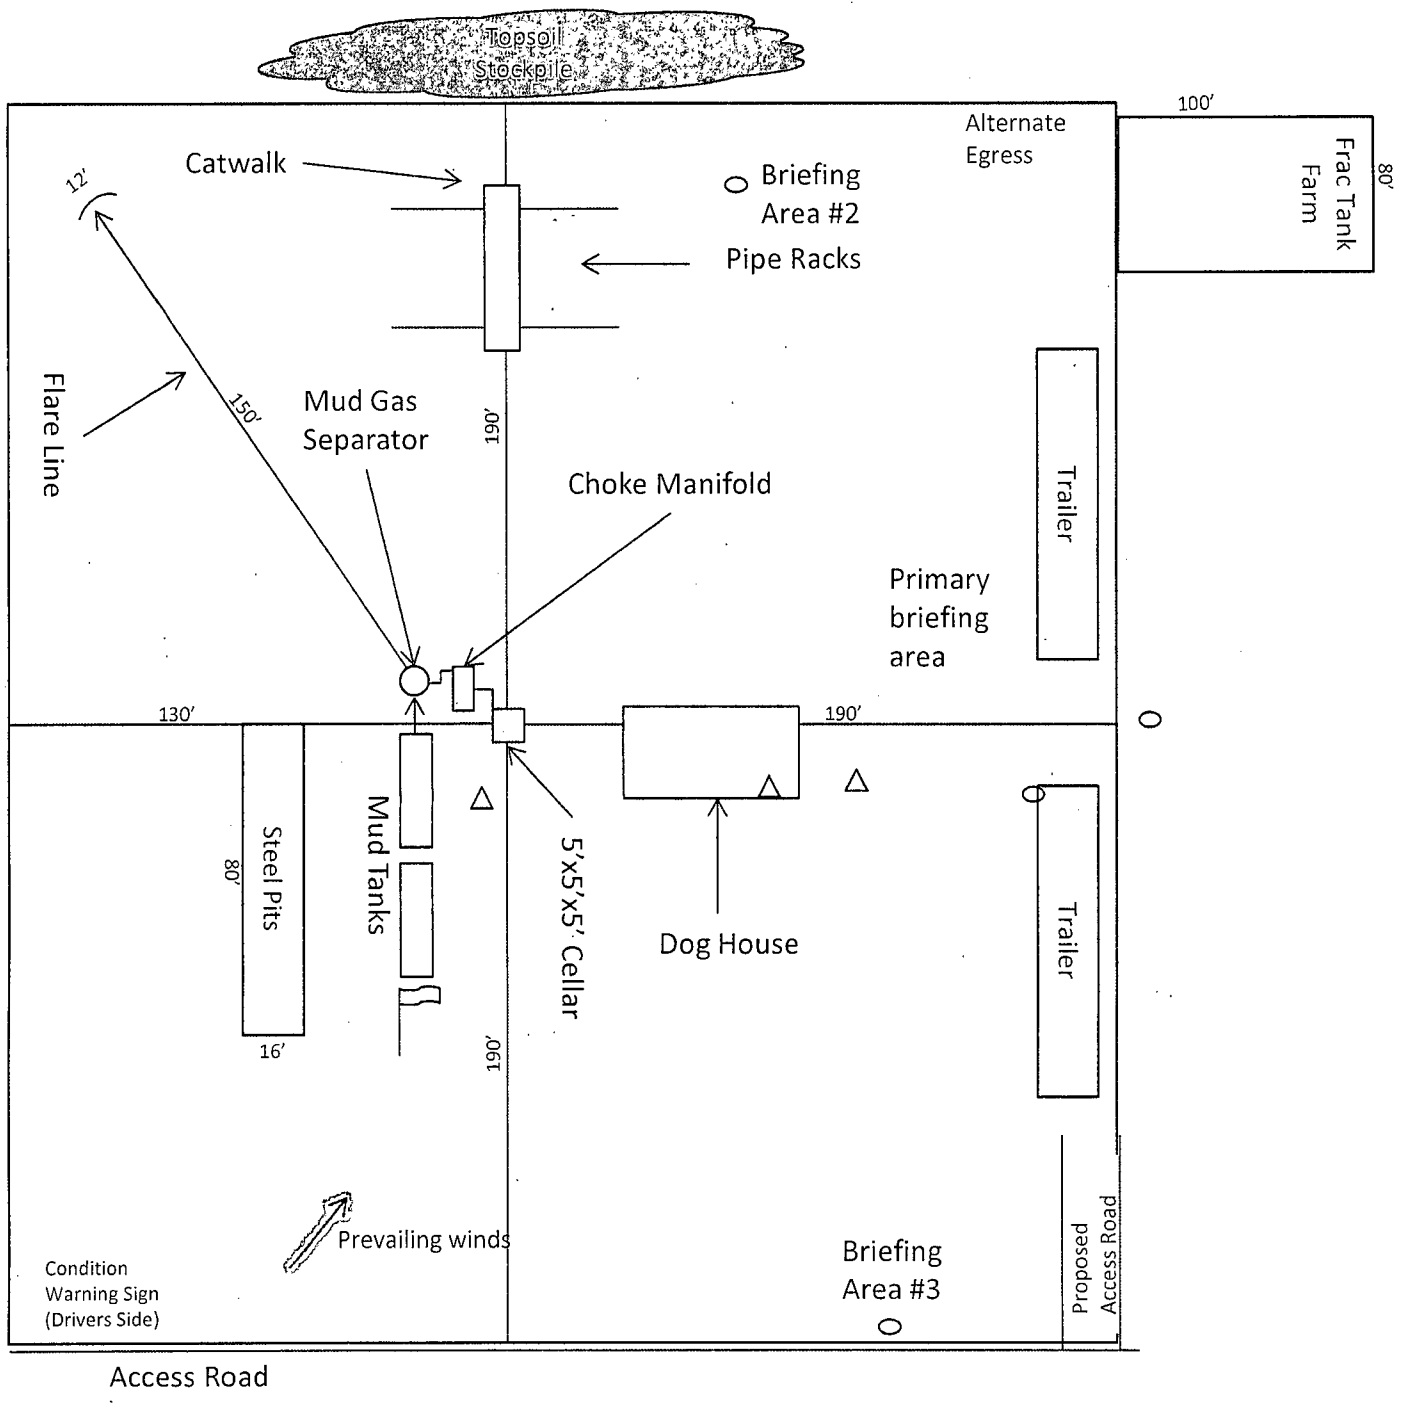 Topsoil
Stockpile
100’
Alternate
Egress
Frac Tank
Farm
80’
Catwalk
12’
Briefing
Area #2
Pipe Racks
Flare Line
150’
Mud Gas
Separator
190’
Choke Manifold
Trailer
Primary
briefing
area
130’
190’
Steel Pits
80’
16’
Mud Tanks
5’x5’x5’ Cellar
Dog House
Trailer
190’
Prevailing winds
Condition
Warning Sign
(Drivers Side)
Briefing
Area #3
Proposed
Access Road
Access Road